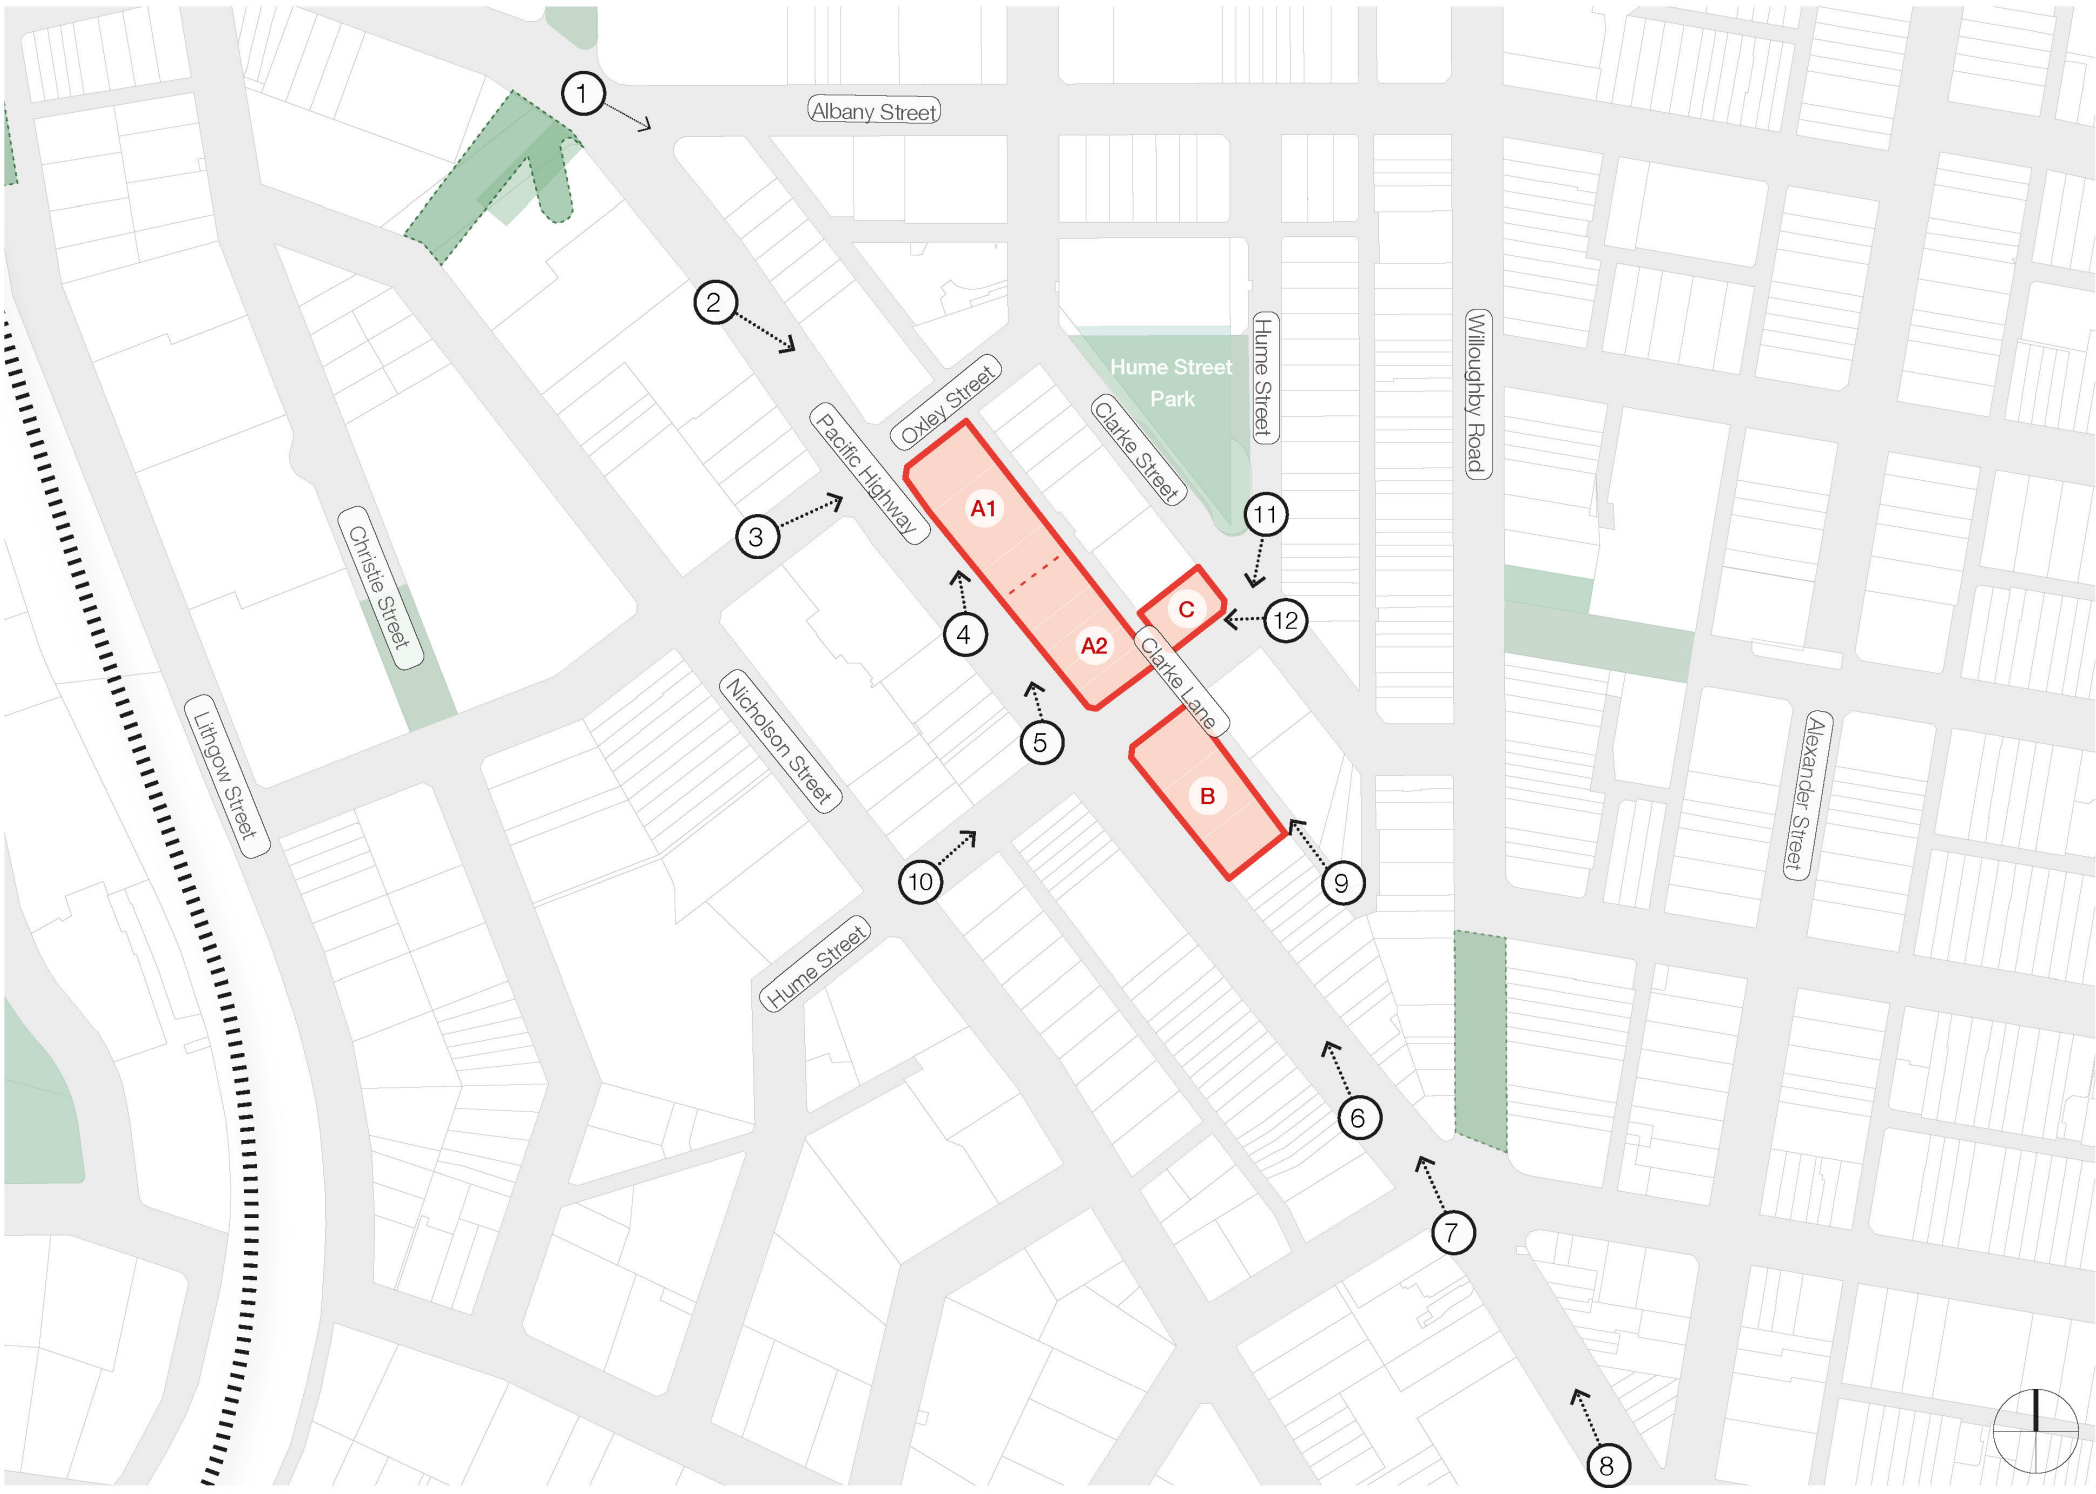 1
Albany Street
2
Hume Street
Park
Hume Street
Willoughby Road
Oxley Street
Clarke Street
Pacific Highway
A1
3
11
Christie Street
4
C
12
A2
Clarke Lane
5
Nicholson Street
Lithgow Street
B
Alexander Street
10
9
Hume Street
6
7
8